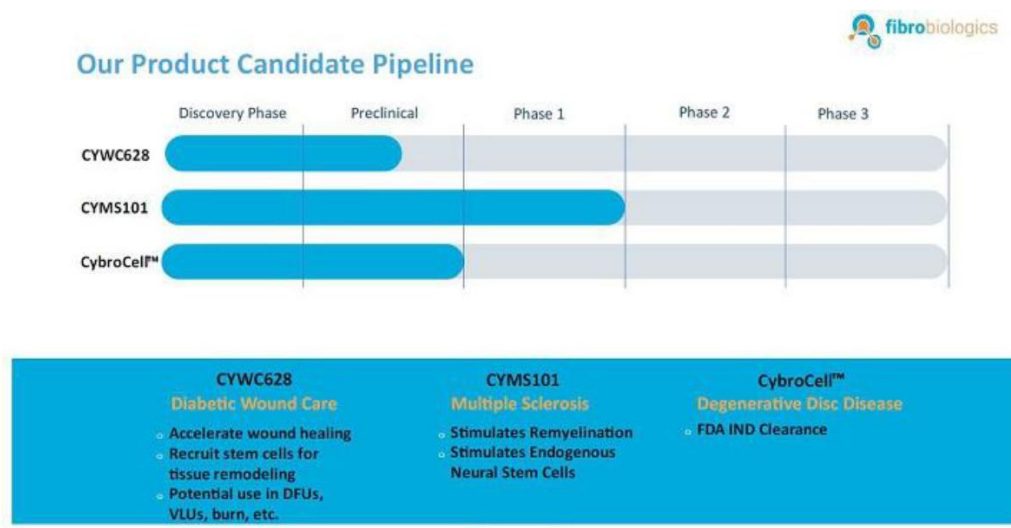 fibrobiologics
Our Product Candidate Pipeline
Discovery Phase Preclinical Phase 1 Phase 2 Phase 3
CYWC628
CYMS101
CybroCell™
CYWC628
Diabetic Wound Care
Accelerate wound healing
Recruit stem cells for
tissue remodeling
Potential use in DFUs,
VLUs, burn, etc.
CYMS101
Multiple Sclerosis
Stimulates Remyelination
Stimulates Endogenous
Neural Stem Cells
CybroCell™
Degenerative Disc Disease
FDA IND Clearance